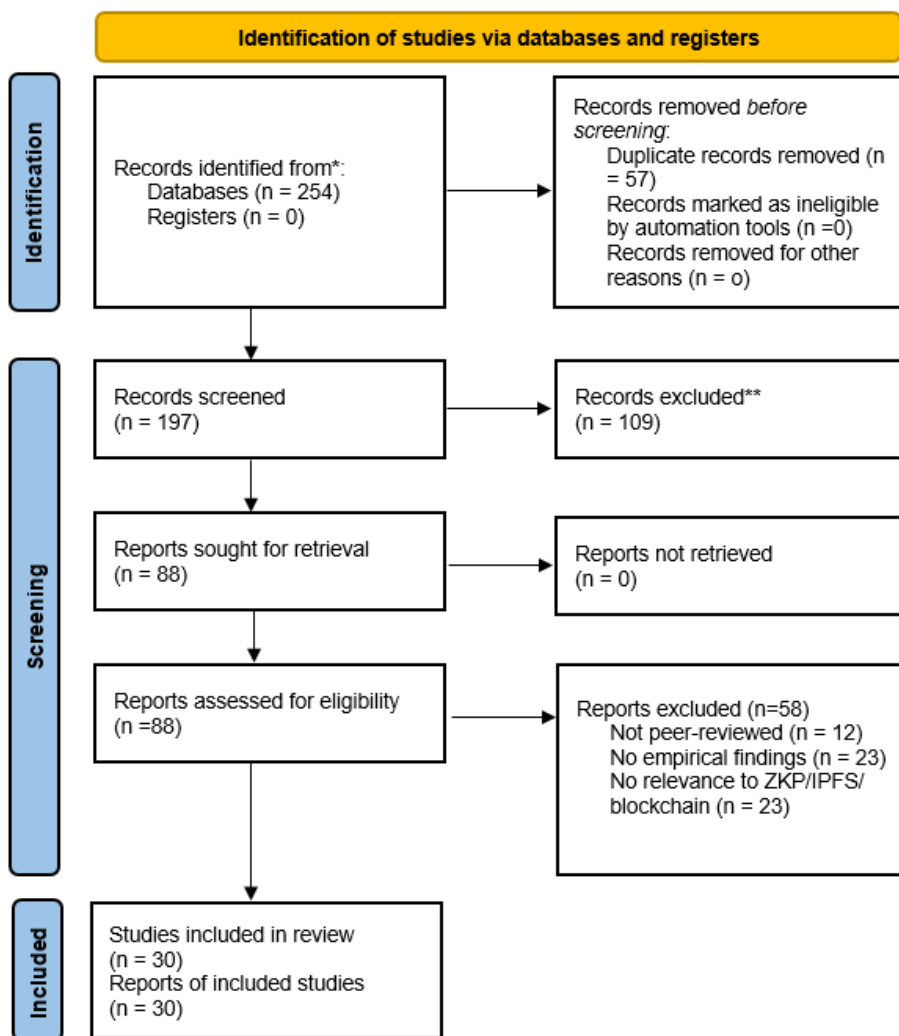 Identification of studies via databases and registers
Identification
Records identified from*:
Databases (n = 254)
Registers (n = 0)
Records removed before
screening:
Duplicate records removed (n
= 57)
Records marked as ineligible
by automation tools (n =0)
Records removed for other
reasons (n = o)
Screening
Records screened
(n = 197)
Records excluded**
(n = 109)
Reports sought for retrieval
(n = 88)
Reports not retrieved
(n = 0)
Reports assessed for eligibility
(n =88)
Reports excluded (n=58)
Not peer-reviewed (n = 12)
No empirical findings (n = 23)
No relevance to ZKP/IPFS/
blockchain (n = 23)
Included
Studies included in review
(n = 30)
Reports of included studies
(n = 30)